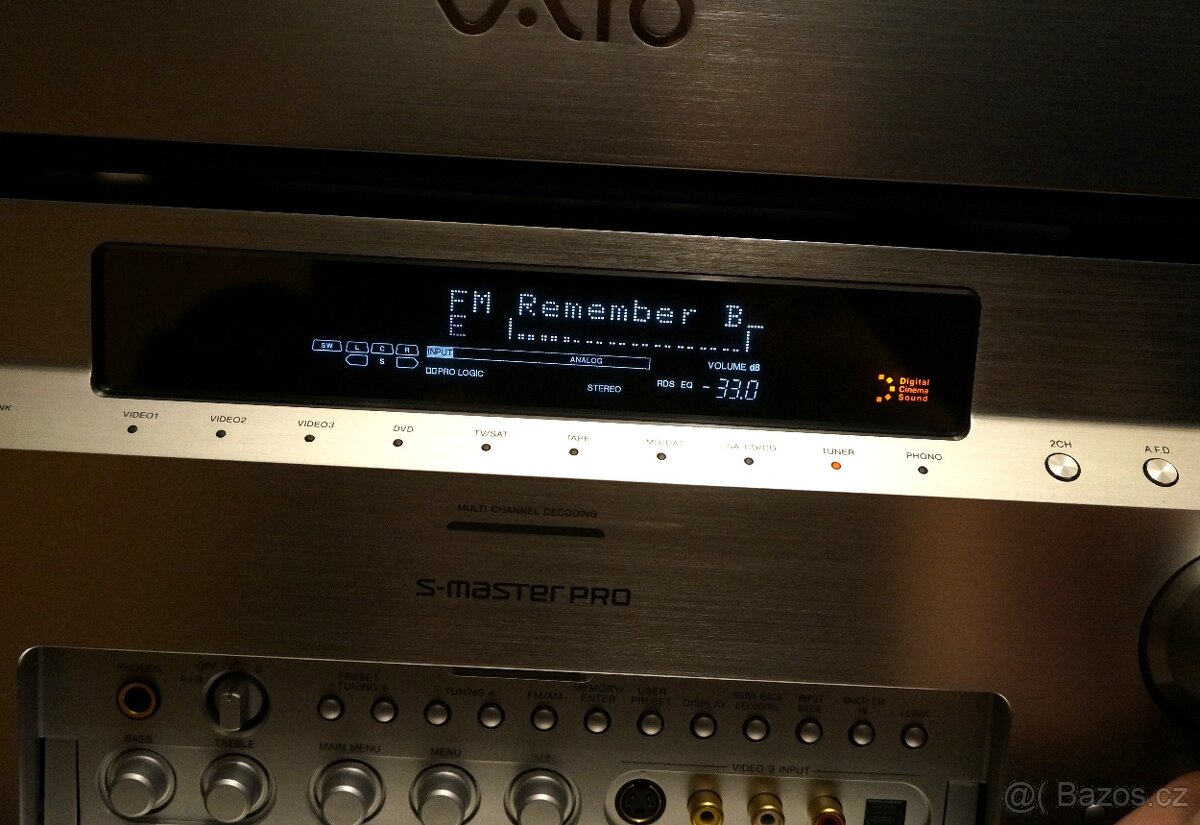 VAIO
FM Remember B_
E
SW L C R
S
INPUT ANALOG
PRO LOGIC
VOLUME dB
STEREO RDS EQ -33.0
Digital
Cinema
Sound
VIDEO1 VIDEO2 VIDEO3 DVD TV/SAT TAPE MD/DAT SA-CD/CD TUNER PHONO 2CH A.F.D.
MULTI CHANNEL DECODING
S-master PRO
PHONES
OFF A B
A+B
PRESET
- TUNING +
- TUNING +
FM/AM
MEMORY/
ENTER
USER
PRESET
DISPLAY
SURR BACK
DECODING
INPUT
MODE
MULTI CH
IN
i.LINK
BASS TREBLE MAIN MENU MENU -/+
VIDEO 3 INPUT
@( Bazos.cz